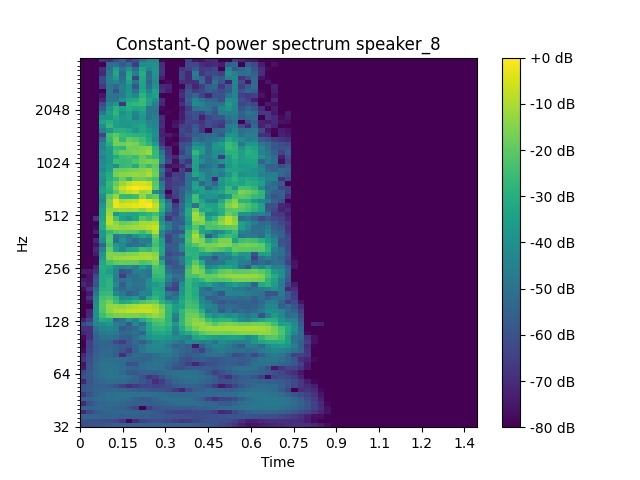 Constant-Q power spectrum speaker_8
Hz
2048
1024
512
256
128
64
32
0 0.15 0.3 0.45 0.6 0.75 0.9 1.1 1.2 1.4
Time
+0 dB
-10 dB
-20 dB
-30 dB
-40 dB
-50 dB
-60 dB
-70 dB
-80 dB